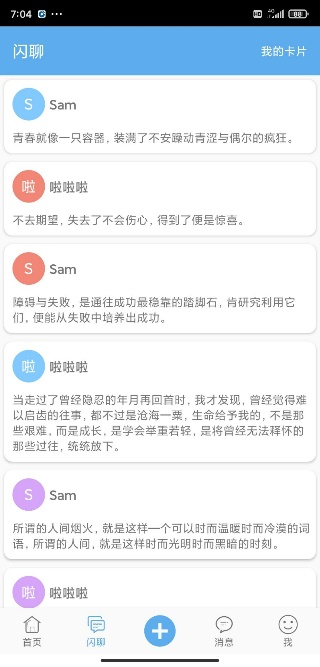 7:04
HD 4G 88
闪聊
我的卡片
S Sam
青春就像一只容器，装满了不安躁动青涩与偶尔的疯狂。
啦 啦啦啦
不去期望，失去了不会伤心，得到了便是惊喜。
S Sam
障碍与失败，是通往成功最稳靠的踏脚石，肯研究利用它
们，便能从失败中培养出成功。
啦 啦啦啦
当走过了曾经隐忍的年月再回首时，我才发现，曾经觉得难
以启齿的往事，都不过是沧海一粟，生命给予我的，不是那
些艰难，而是成长，是学会举重若轻，是将曾经无法释怀的
那些过往，统统放下。
S Sam
所谓的人间烟火，就是这样一个可以时而温暖时而冷漠的词
语，所谓的人间，就是这样时而光明时而黑暗的时刻。
啦 啦啦啦
首页
闪聊
消息
我